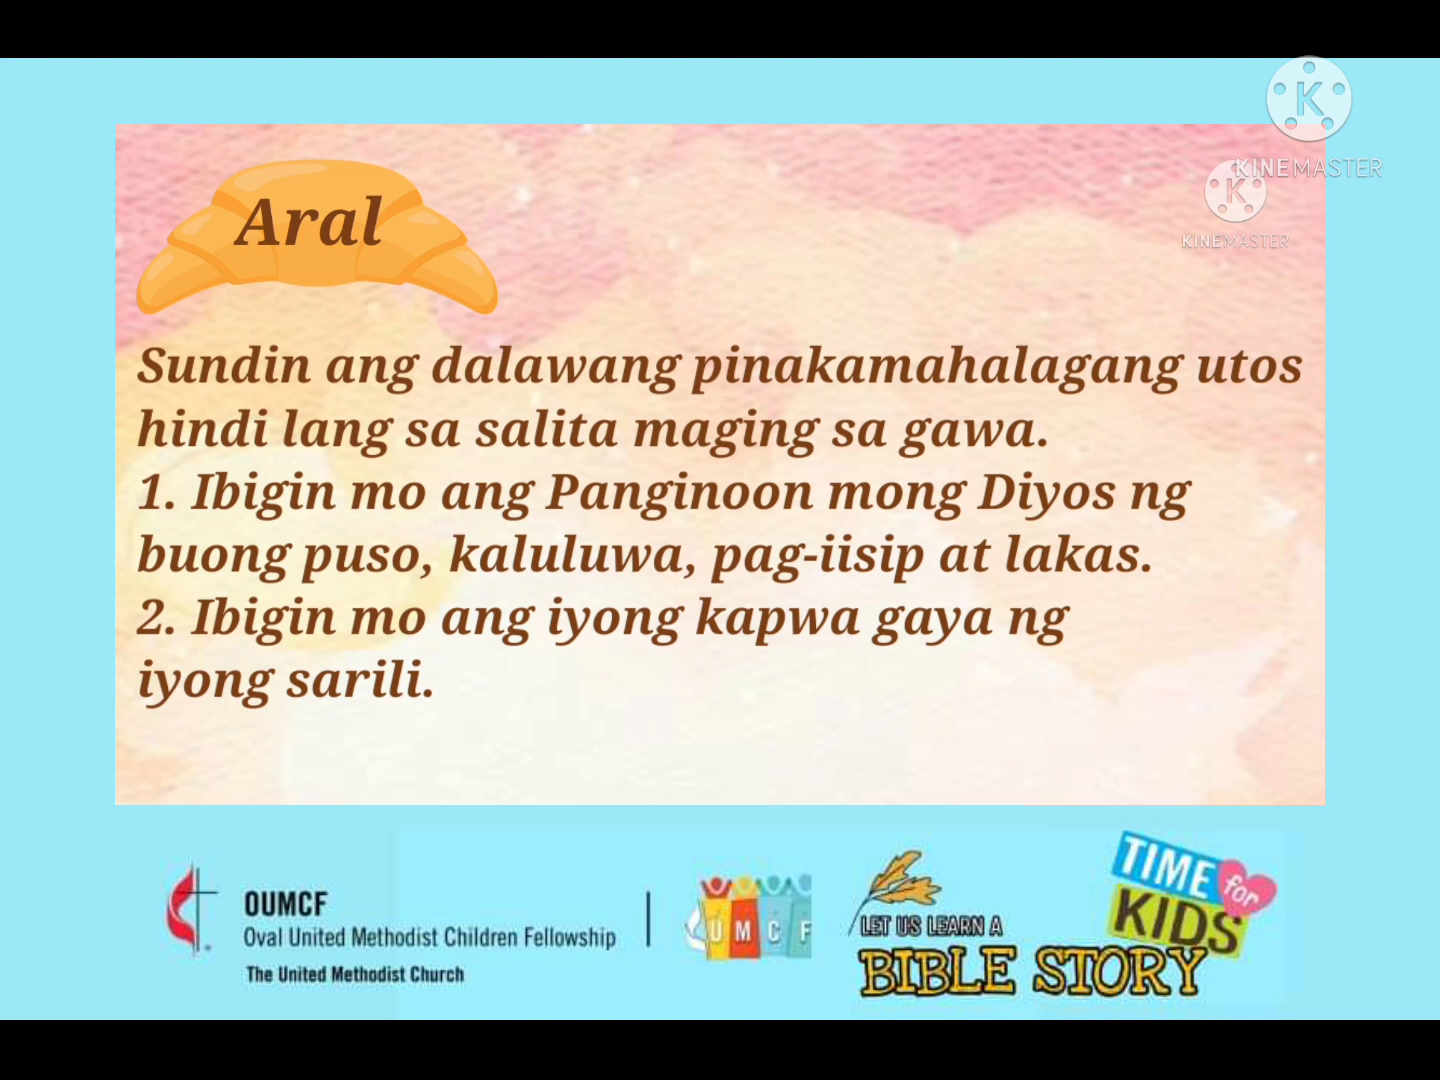 KINEMASTER
KINEMASTER
Aral
Sundin ang dalawang pinakamahalagang utos
hindi lang sa salita maging sa gawa.
1. Ibigin mo ang Panginoon mong Diyos ng
buong puso, kaluluwa, pag-iisip at lakas.
2. Ibigin mo ang iyong kapwa gaya ng
iyong sarili.
OUMCF
Oval United Methodist Children Fellowship
The United Methodist Church
UMCF
LET US LEARN A
BIBLE STORY
TIME for
KIDS